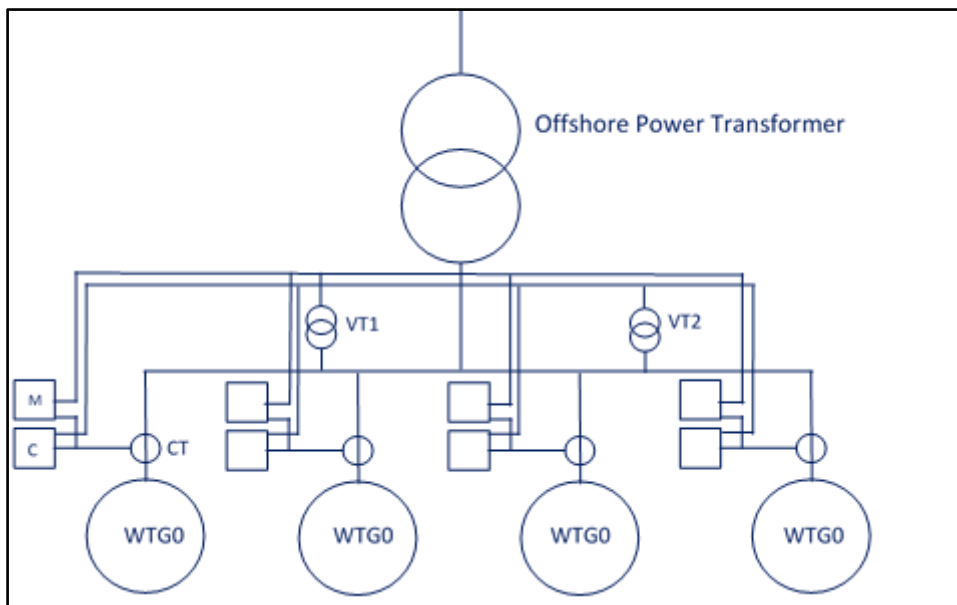 Offshore Power Transformer
VT1
VT2
M
C
CT
WTG0
WTG0
WTG0
WTG0